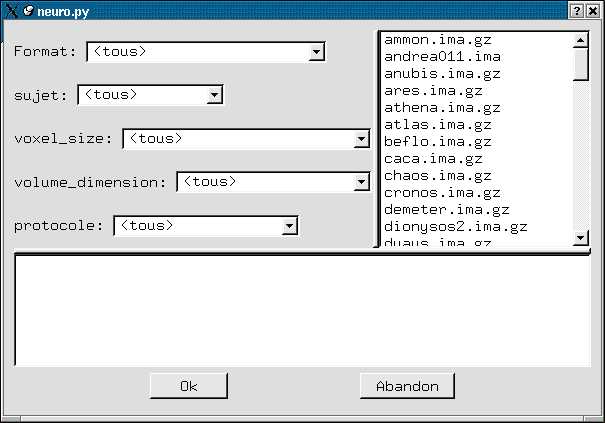 neuro.py
Format: <tous>
sujet: <tous>
voxel_size: <tous>
volume_dimension: <tous>
protocole: <tous>
ammon.ima.gz
andrea011.ima
anubis.ima.gz
ares.ima.gz
athena.ima.gz
atlas.ima.gz
beflo.ima.gz
caca.ima.gz
chaos.ima.gz
cronos.ima.gz
demeter.ima.gz
dionysos2.ima.gz
Ok
Abandon